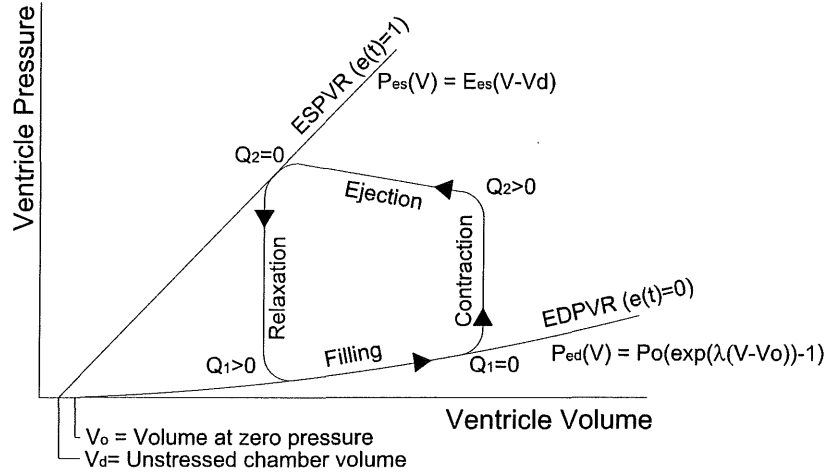 Ventricle Pressure
ESPVR (e(t)=1)
Pes(V) = Ees(V-Vd)
Q2=0
Ejection
Q2>0
Relaxation
Contraction
EDPVR (e(t)=0)
Q1>0
Filling
Q1=0
Ped(V) = Po(exp(λ(V-Vo))-1)
Ventricle Volume
Vo = Volume at zero pressure
Vd= Unstressed chamber volume